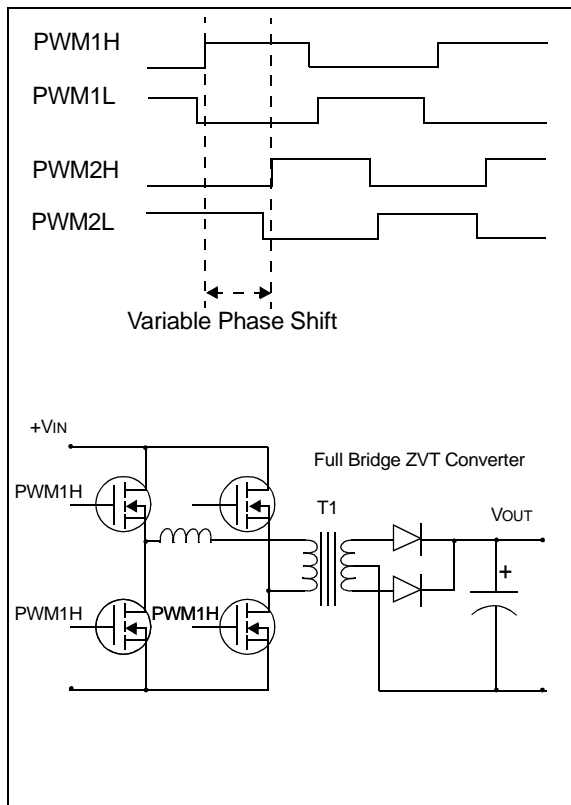 PWM1H
PWM1L
PWM2H
PWM2L
Variable Phase Shift
+VIN
Full Bridge ZVT Converter
PWM1H
T1
VOUT
+
PWM1H
PWM1H